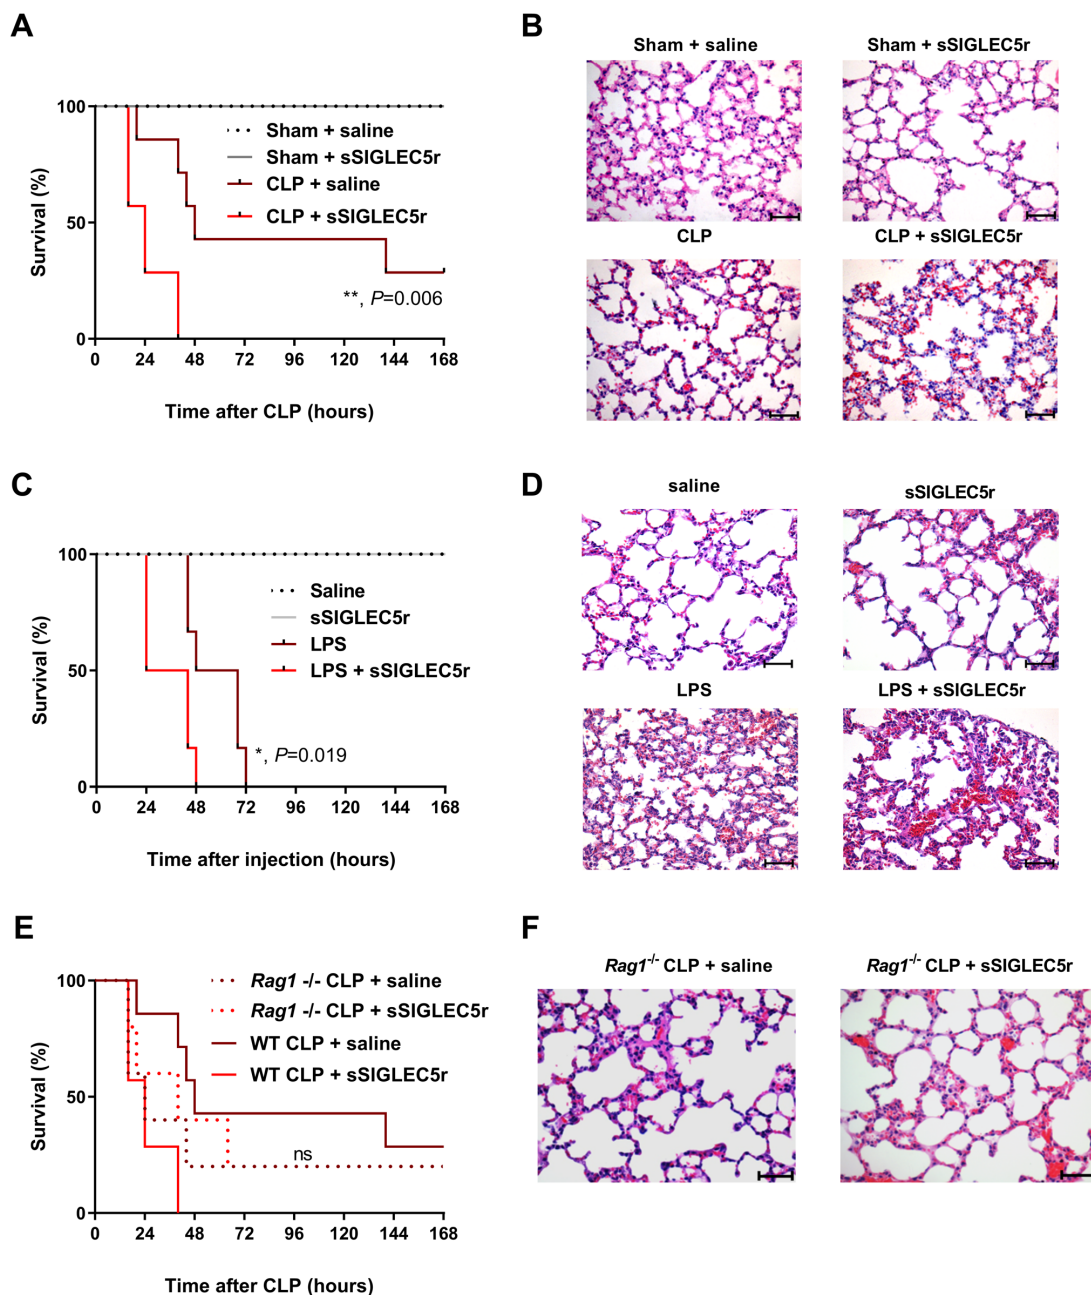 A
Survival (%)
100
50
0
Sham + saline
Sham + sSIGLEC5r
CLP + saline
CLP + sSIGLEC5r
**, P=0.006
0 24 48 72 96 120 144 168
Time after CLP (hours)
B
Sham + saline
Sham + sSIGLEC5r
CLP
CLP + sSIGLEC5r
C
Survival (%)
100
50
0
Saline
sSIGLEC5r
LPS
LPS + sSIGLEC5r
*, P=0.019
0 24 48 72 96 120 144 168
Time after injection (hours)
D
saline
sSIGLEC5r
LPS
LPS + sSIGLEC5r
E
Survival (%)
100
50
0
Rag1 -/- CLP + saline
Rag1 -/- CLP + sSIGLEC5r
WT CLP + saline
WT CLP + sSIGLEC5r
ns
0 24 48 72 96 120 144 168
Time after CLP (hours)
F
Rag1-/- CLP + saline
Rag1-/- CLP + sSIGLEC5r